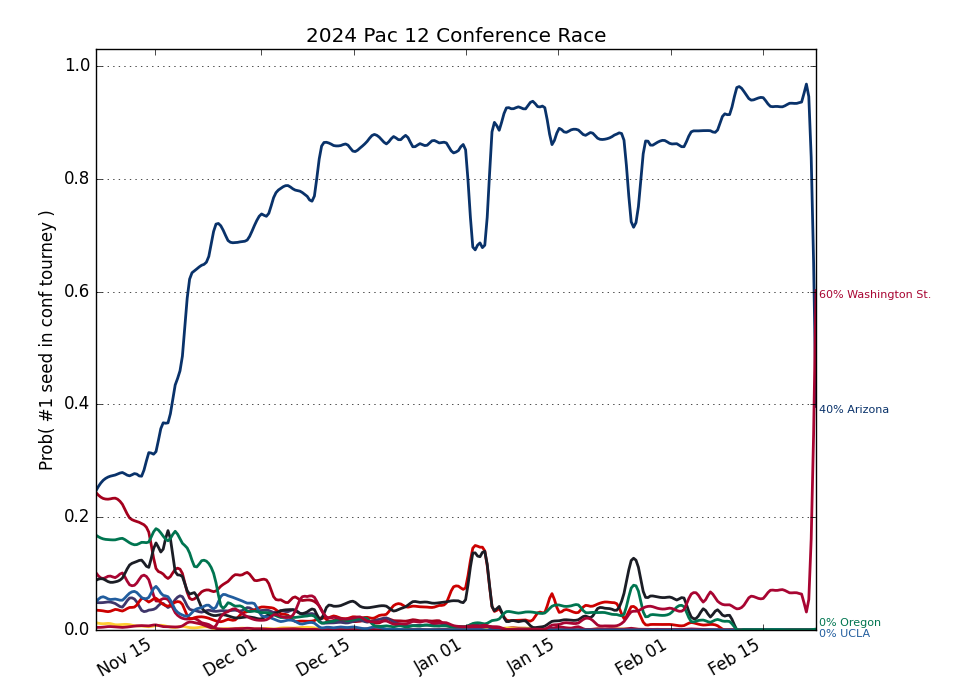 2024 Pac 12 Conference Race
Prob( #1 seed in conf tourney )
1.0
0.8
0.6
0.4
0.2
0.0
60% Washington St.
40% Arizona
0% Oregon
0% UCLA
Nov 15
Dec 01
Dec 15
Jan 01
Jan 15
Feb 01
Feb 15